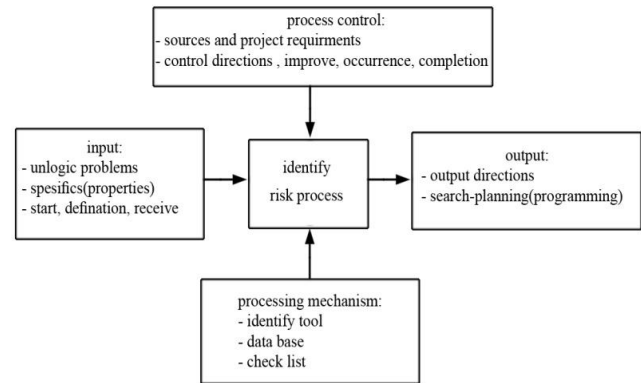 process control:
- sources and project requirments
- control directions , improve, occurrence, completion
input:
- unlogic problems
- spesifics(properties)
- start, defination, receive
identify
risk process
output:
- output directions
- search-planning(programming)
processing mechanism:
- identify tool
- data base
- check list